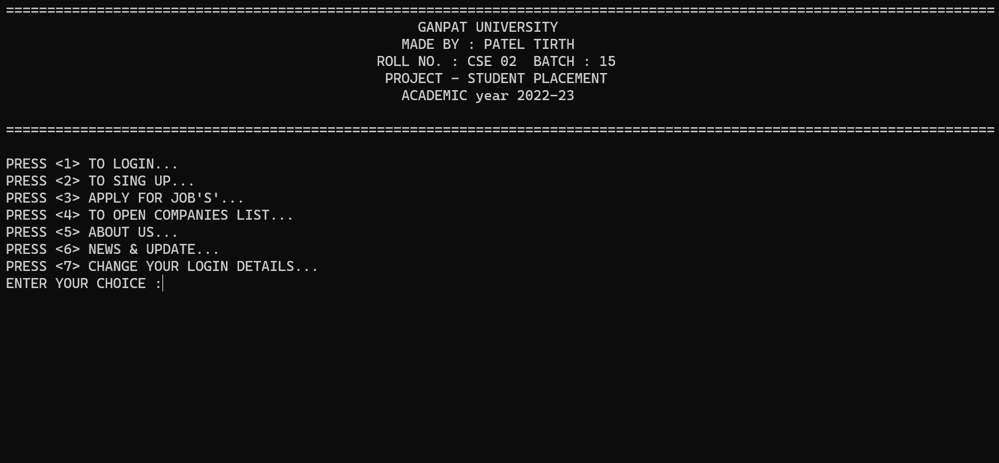 ========================================================================================================================
GANPAT UNIVERSITY
MADE BY : PATEL TIRTH
ROLL NO. : CSE 02  BATCH : 15
PROJECT - STUDENT PLACEMENT
ACADEMIC year 2022-23
========================================================================================================================
PRESS <1> TO LOGIN...
PRESS <2> TO SING UP...
PRESS <3> APPLY FOR JOB'S'...
PRESS <4> TO OPEN COMPANIES LIST...
PRESS <5> ABOUT US...
PRESS <6> NEWS & UPDATE...
PRESS <7> CHANGE YOUR LOGIN DETAILS...
ENTER YOUR CHOICE :